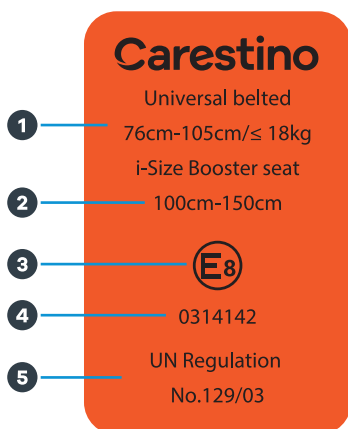 Carestino
Universal belted
1
76cm-105cm/≤ 18kg
i-Size Booster seat
2
100cm-150cm
3
E8
4
0314142
5
UN Regulation
No.129/03